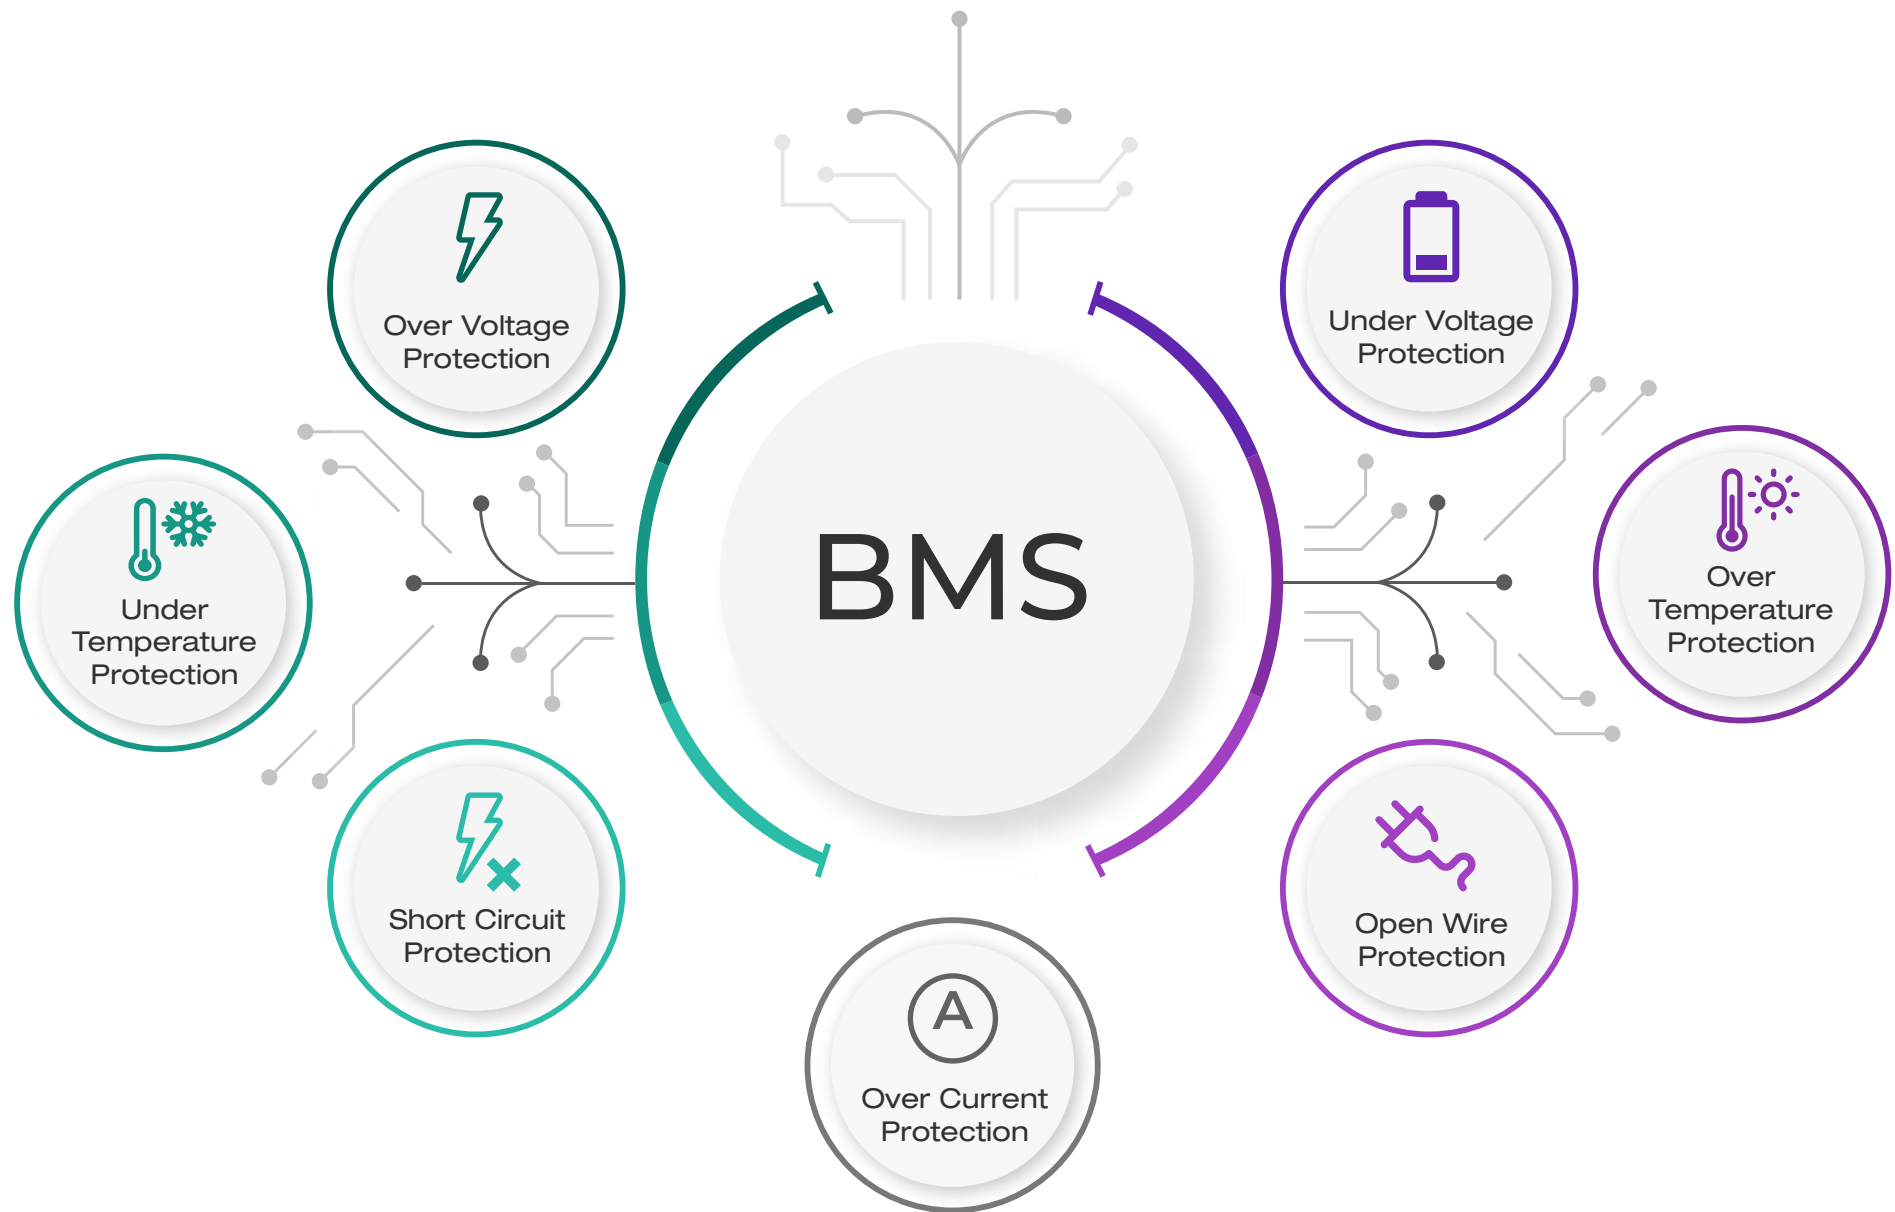 Over Voltage
Protection
Under Voltage
Protection
Under
Temperature
Protection
BMS
Over
Temperature
Protection
Short Circuit
Protection
Open Wire
Protection
A
Over Current
Protection